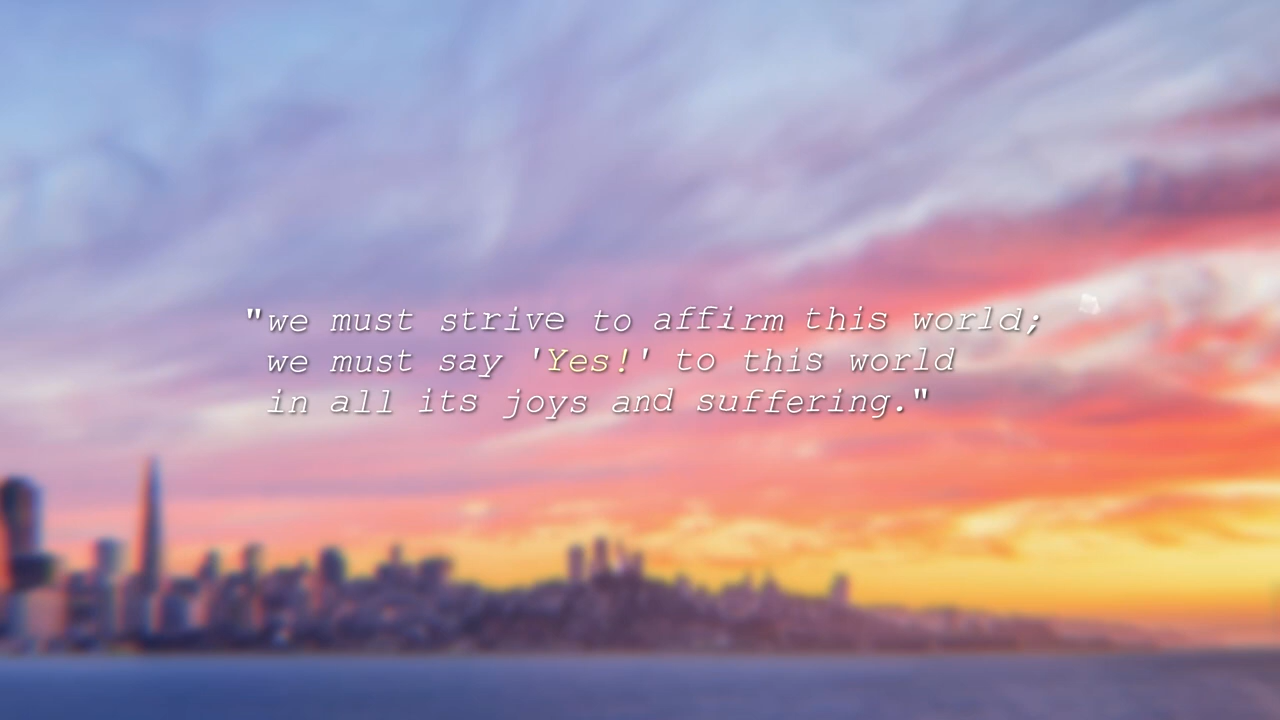 "we must strive to affirm this world;
we must say 'Yes!' to this world
in all its joys and suffering."